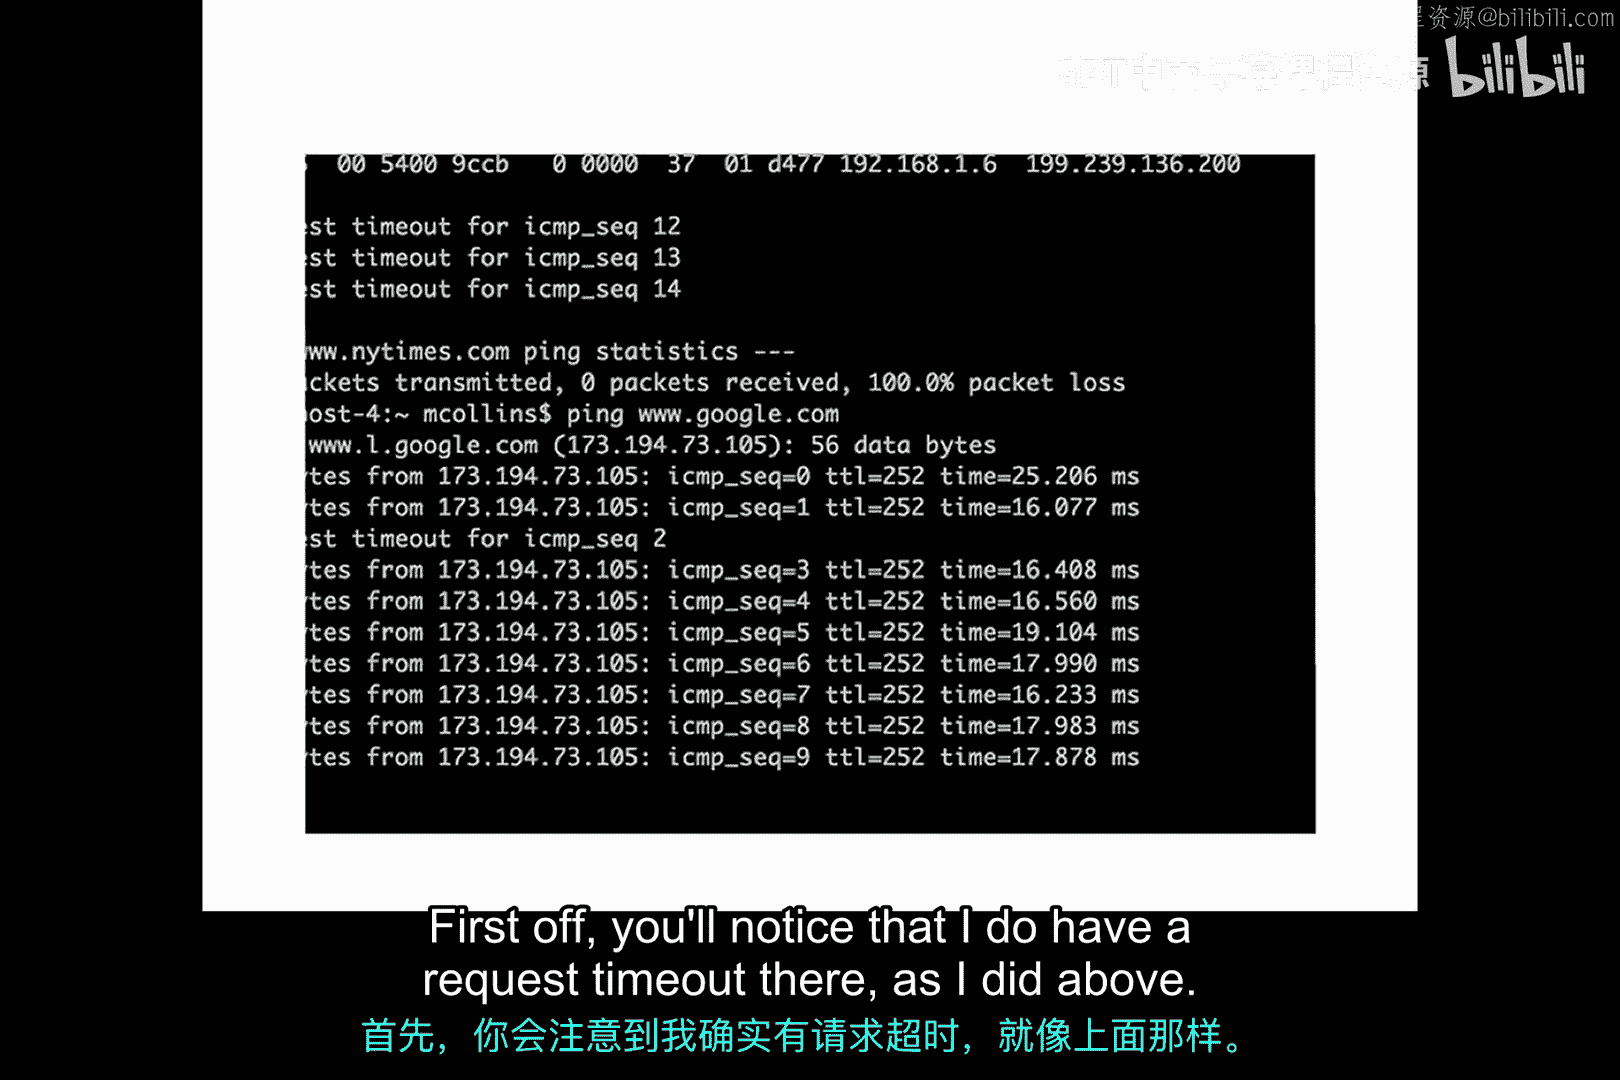 资源@bilibili.com
bilibili
00 5400 9ccb 0 0000 37 01 d477 192.168.1.6 199.239.136.200
est timeout for icmp_seq 12
est timeout for icmp_seq 13
est timeout for icmp_seq 14
www.nytimes.com ping statistics ---
ckets transmitted, 0 packets received, 100.0% packet loss
ost-4:~ mcollins$ ping www.google.com
www.l.google.com (173.194.73.105): 56 data bytes
tes from 173.194.73.105: icmp_seq=0 ttl=252 time=25.206 ms
tes from 173.194.73.105: icmp_seq=1 ttl=252 time=16.077 ms
est timeout for icmp_seq 2
tes from 173.194.73.105: icmp_seq=3 ttl=252 time=16.408 ms
tes from 173.194.73.105: icmp_seq=4 ttl=252 time=16.560 ms
tes from 173.194.73.105: icmp_seq=5 ttl=252 time=19.104 ms
tes from 173.194.73.105: icmp_seq=6 ttl=252 time=17.990 ms
tes from 173.194.73.105: icmp_seq=7 ttl=252 time=16.233 ms
tes from 173.194.73.105: icmp_seq=8 ttl=252 time=17.983 ms
tes from 173.194.73.105: icmp_seq=9 ttl=252 time=17.878 ms
First off, you'll notice that I do have a
request timeout there, as I did above.
首先，你会注意到我确实有请求超时，就像上面那样。